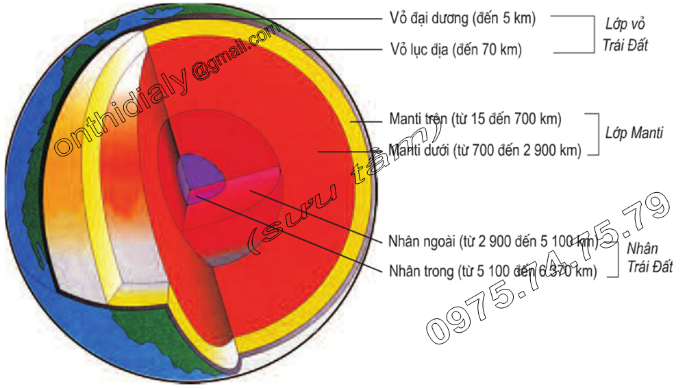 Vỏ đại dương (đến 5 km)
Vỏ lục địa (đến 70 km)
Lớp vỏ
Trái Đất
Manti trên (từ 15 đến 700 km)
Manti dưới (từ 700 đến 2 900 km)
Lớp Manti
Nhân ngoài (từ 2 900 đến 5 100 km)
Nhân trong (từ 5 100 đến 6 370 km)
Nhân
Trái Đất
onthidialy@gmail.com
(sưu tầm)
0975.74.75.79